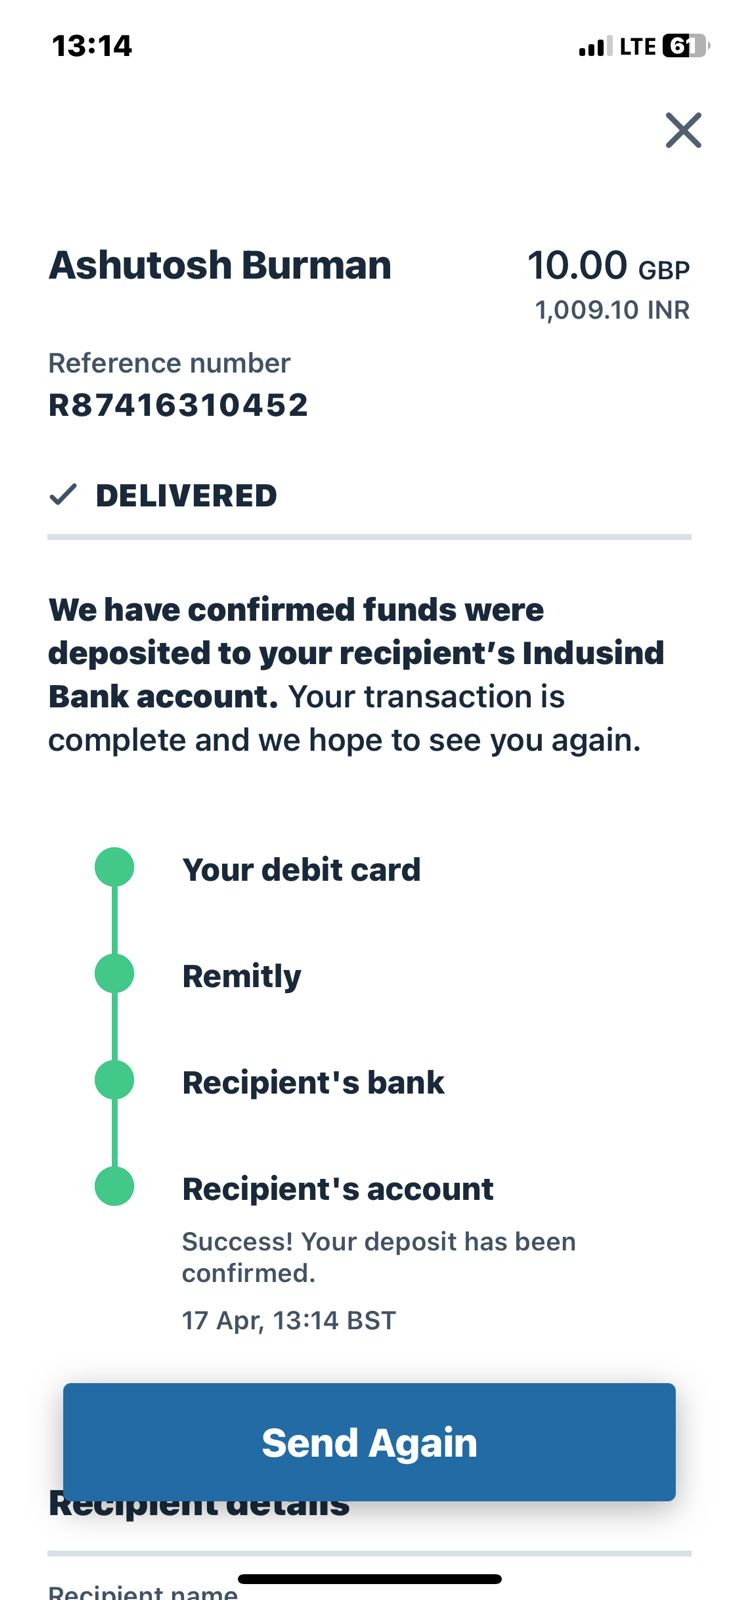 13:14
LTE 61
Ashutosh Burman
10.00 GBP
1,009.10 INR
Reference number
R87416310452
DELIVERED
We have confirmed funds were
deposited to your recipient’s Indusind
Bank account. Your transaction is
complete and we hope to see you again.
Your debit card
Remitly
Recipient's bank
Recipient's account
Success! Your deposit has been
confirmed.
17 Apr, 13:14 BST
Send Again
Recipient details
Recipient name